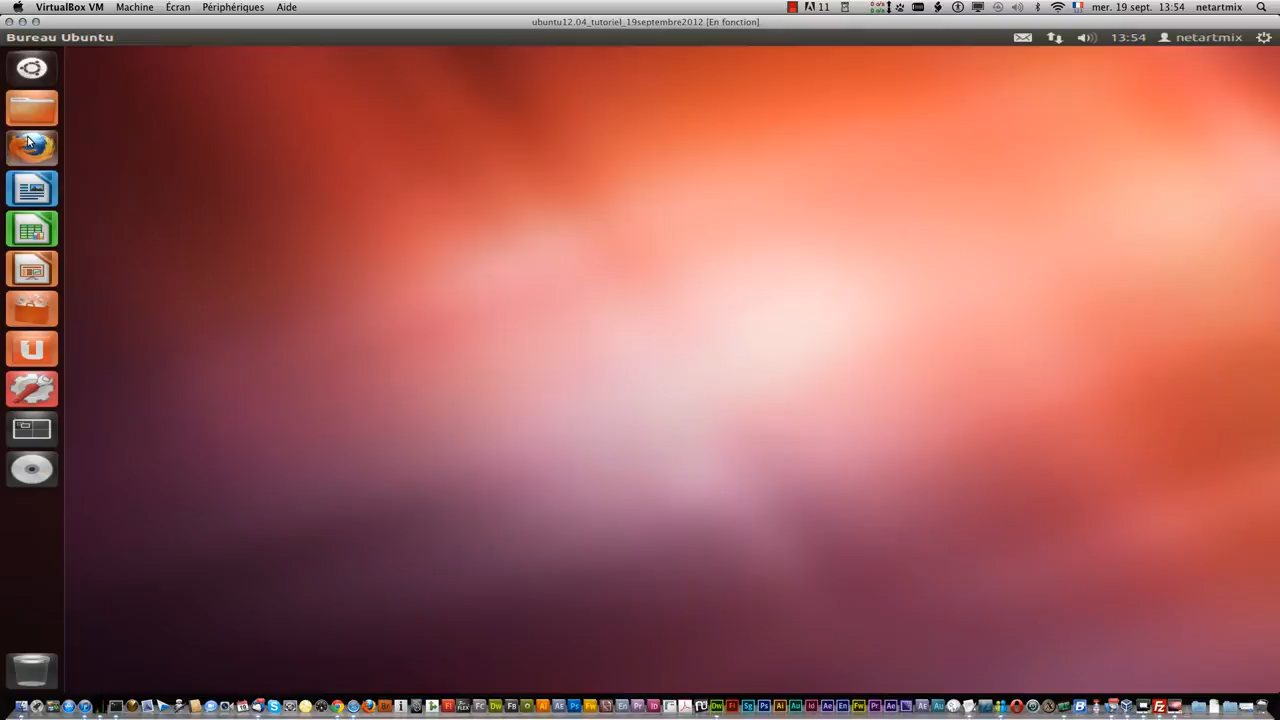 VirtualBox VM Machine Écran Périphériques Aide
11 mer. 19 sept. 13:54 netartmix
ubuntu12.04_tutoriel_19septembre2012 [En fonction]
Bureau Ubuntu 13:54 netartmix